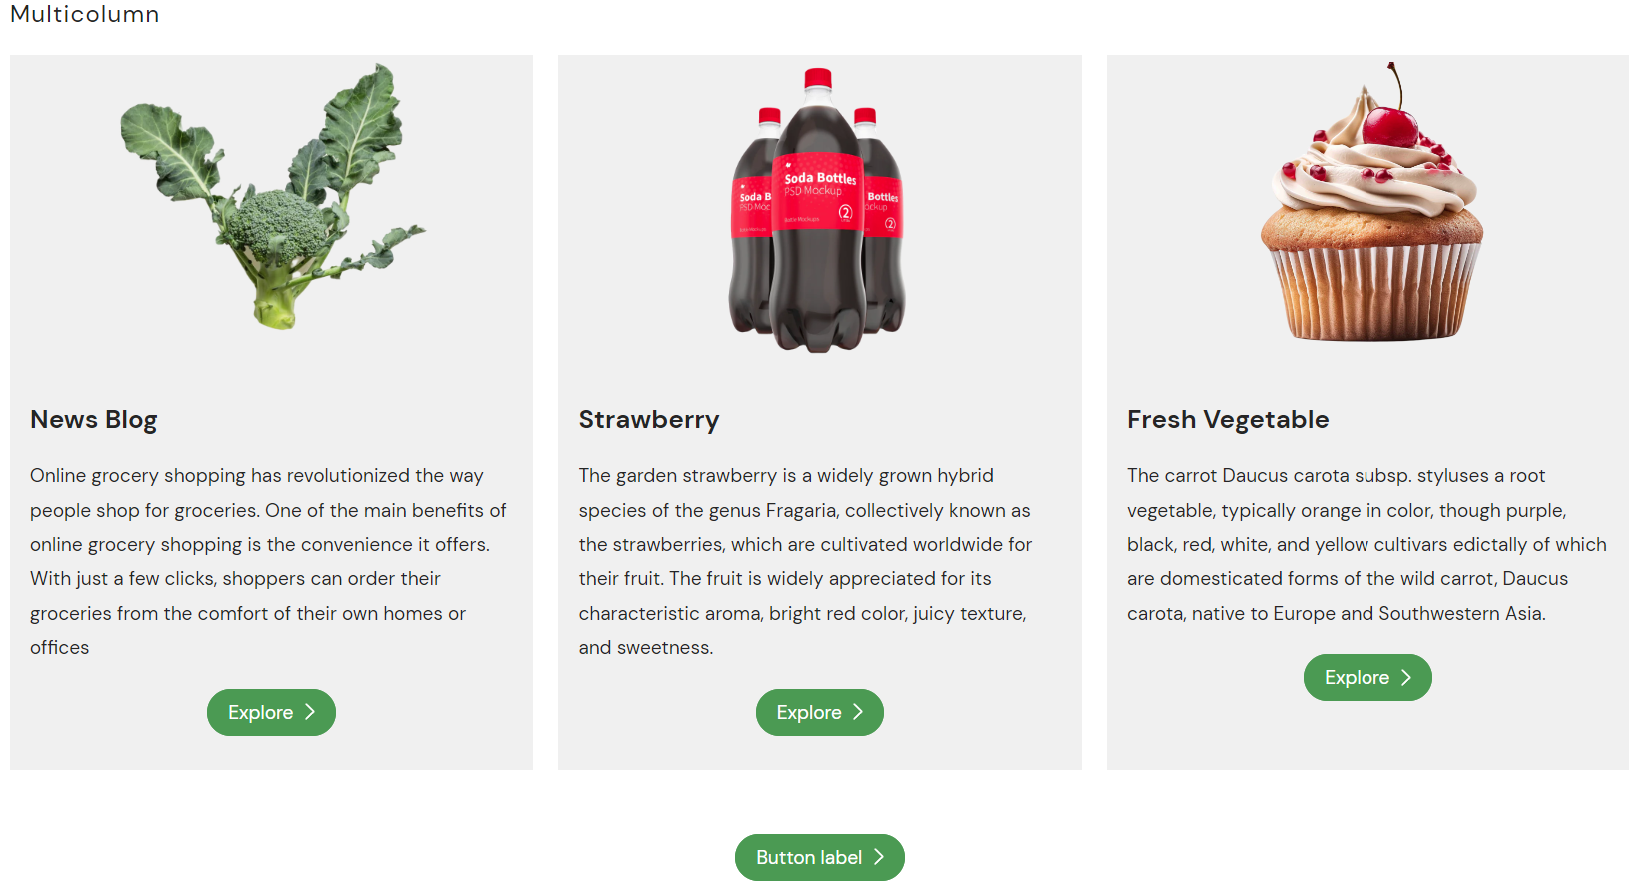 Multicolumn
Soda Bottles
PSD Mockup
Soda B
PSD Moc
Bottles
ockup
2
2
News Blog
Online grocery shopping has revolutionized the way
people shop for groceries. One of the main benefits of
online grocery shopping is the convenience it offers.
With just a few clicks, shoppers can order their
groceries from the comfort of their own homes or
offices
Explore
Strawberry
The garden strawberry is a widely grown hybrid
species of the genus Fragaria, collectively known as
the strawberries, which are cultivated worldwide for
their fruit. The fruit is widely appreciated for its
characteristic aroma, bright red color, juicy texture,
and sweetness.
Explore
Fresh Vegetable
The carrot Daucus carota subsp. styluses a root
vegetable, typically orange in color, though purple,
black, red, white, and yellow cultivars edictally of which
are domesticated forms of the wild carrot, Daucus
carota, native to Europe and Southwestern Asia.
Explore
Button label